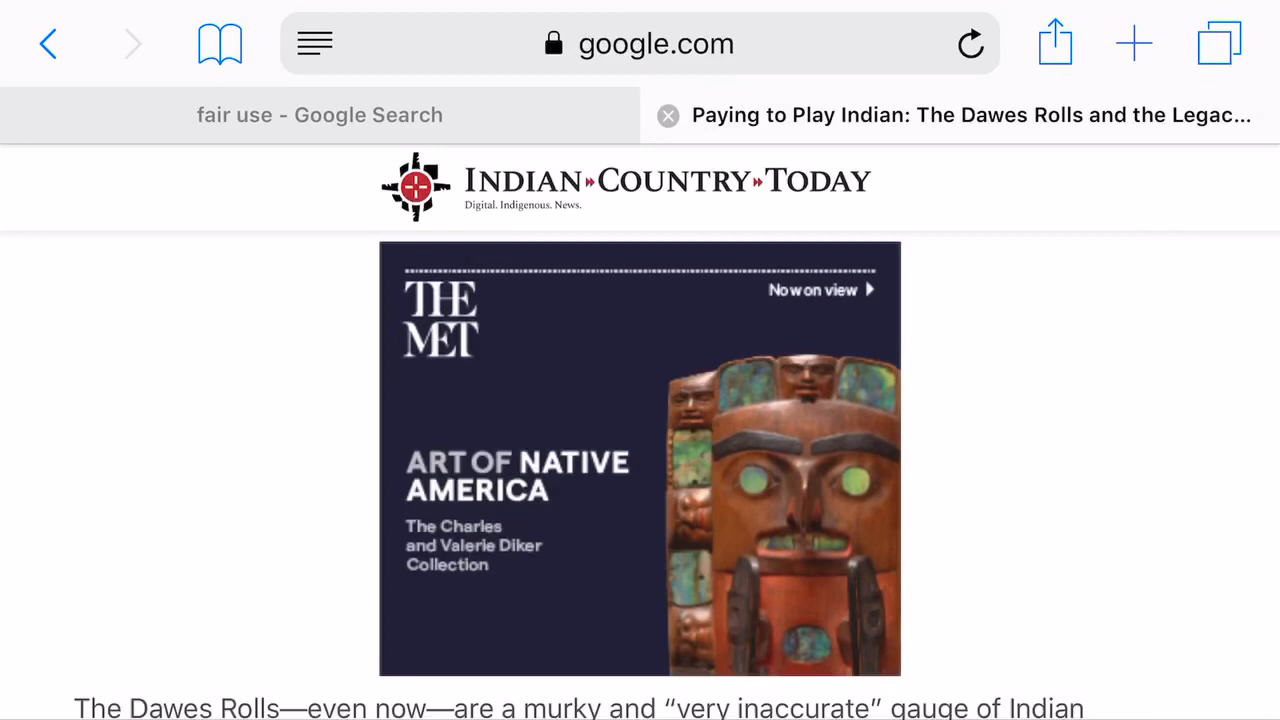 google.com
fair use - Google Search
Paying to Play Indian: The Dawes Rolls and the Legac...
INDIAN COUNTRY TODAY
Digital. Indigenous. News.
THE
MET
Now on view
ART OF NATIVE
AMERICA
The Charles
and Valerie Diker
Collection
The Dawes Rolls—even now—are a murky and “very inaccurate” gauge of Indian